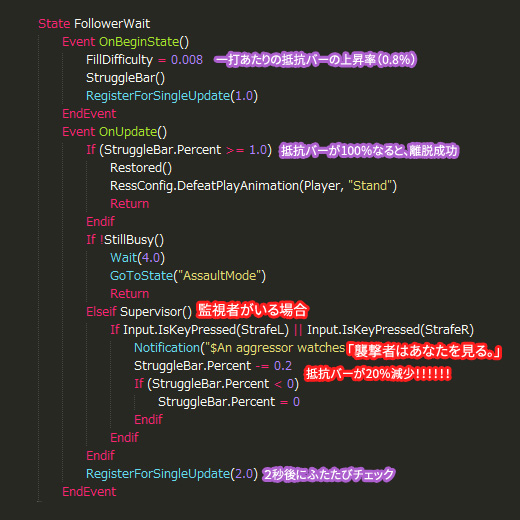 State FollowerWait
Event OnBeginState()
FillDifficulty = 0.008 一打あたりの抵抗バーの上昇率(0.8%)
StruggleBar()
RegisterForSingleUpdate(1.0)
EndEvent
Event OnUpdate()
If (StruggleBar.Percent >= 1.0) 抵抗バーが100%なると、離脱成功
Restored()
RessConfig.DefeatPlayAnimation(Player, "Stand")
Return
Endif
If !StillBusy()
Wait(4.0)
GoToState("AssaultMode")
Return
Elseif Supervisor() 監視者がいる場合
If Input.IsKeyPressed(StrafeL) || Input.IsKeyPressed(StrafeR)
Notification("$An aggressor watches 「襲撃者はあなたを見る。」
StruggleBar.Percent -= 0.2
抵抗バーが20%減少!!!!!!
If (StruggleBar.Percent < 0)
StruggleBar.Percent = 0
Endif
Endif
Endif
RegisterForSingleUpdate(2.0) 2秒後にふたたびチェック
EndEvent